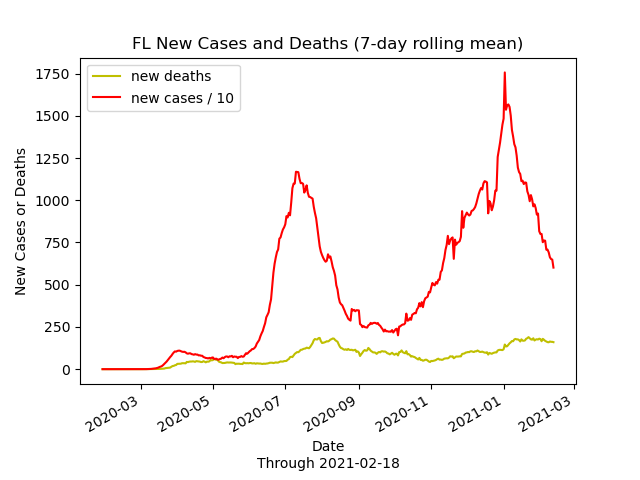 FL New Cases and Deaths (7-day rolling mean)
new deaths
new cases / 10
1750
1500
1250
1000
750
500
250
0
New Cases or Deaths
2020-03
2020-05
2020-07
2020-09
2020-11
2021-01
2021-03
Date
Through 2021-02-18